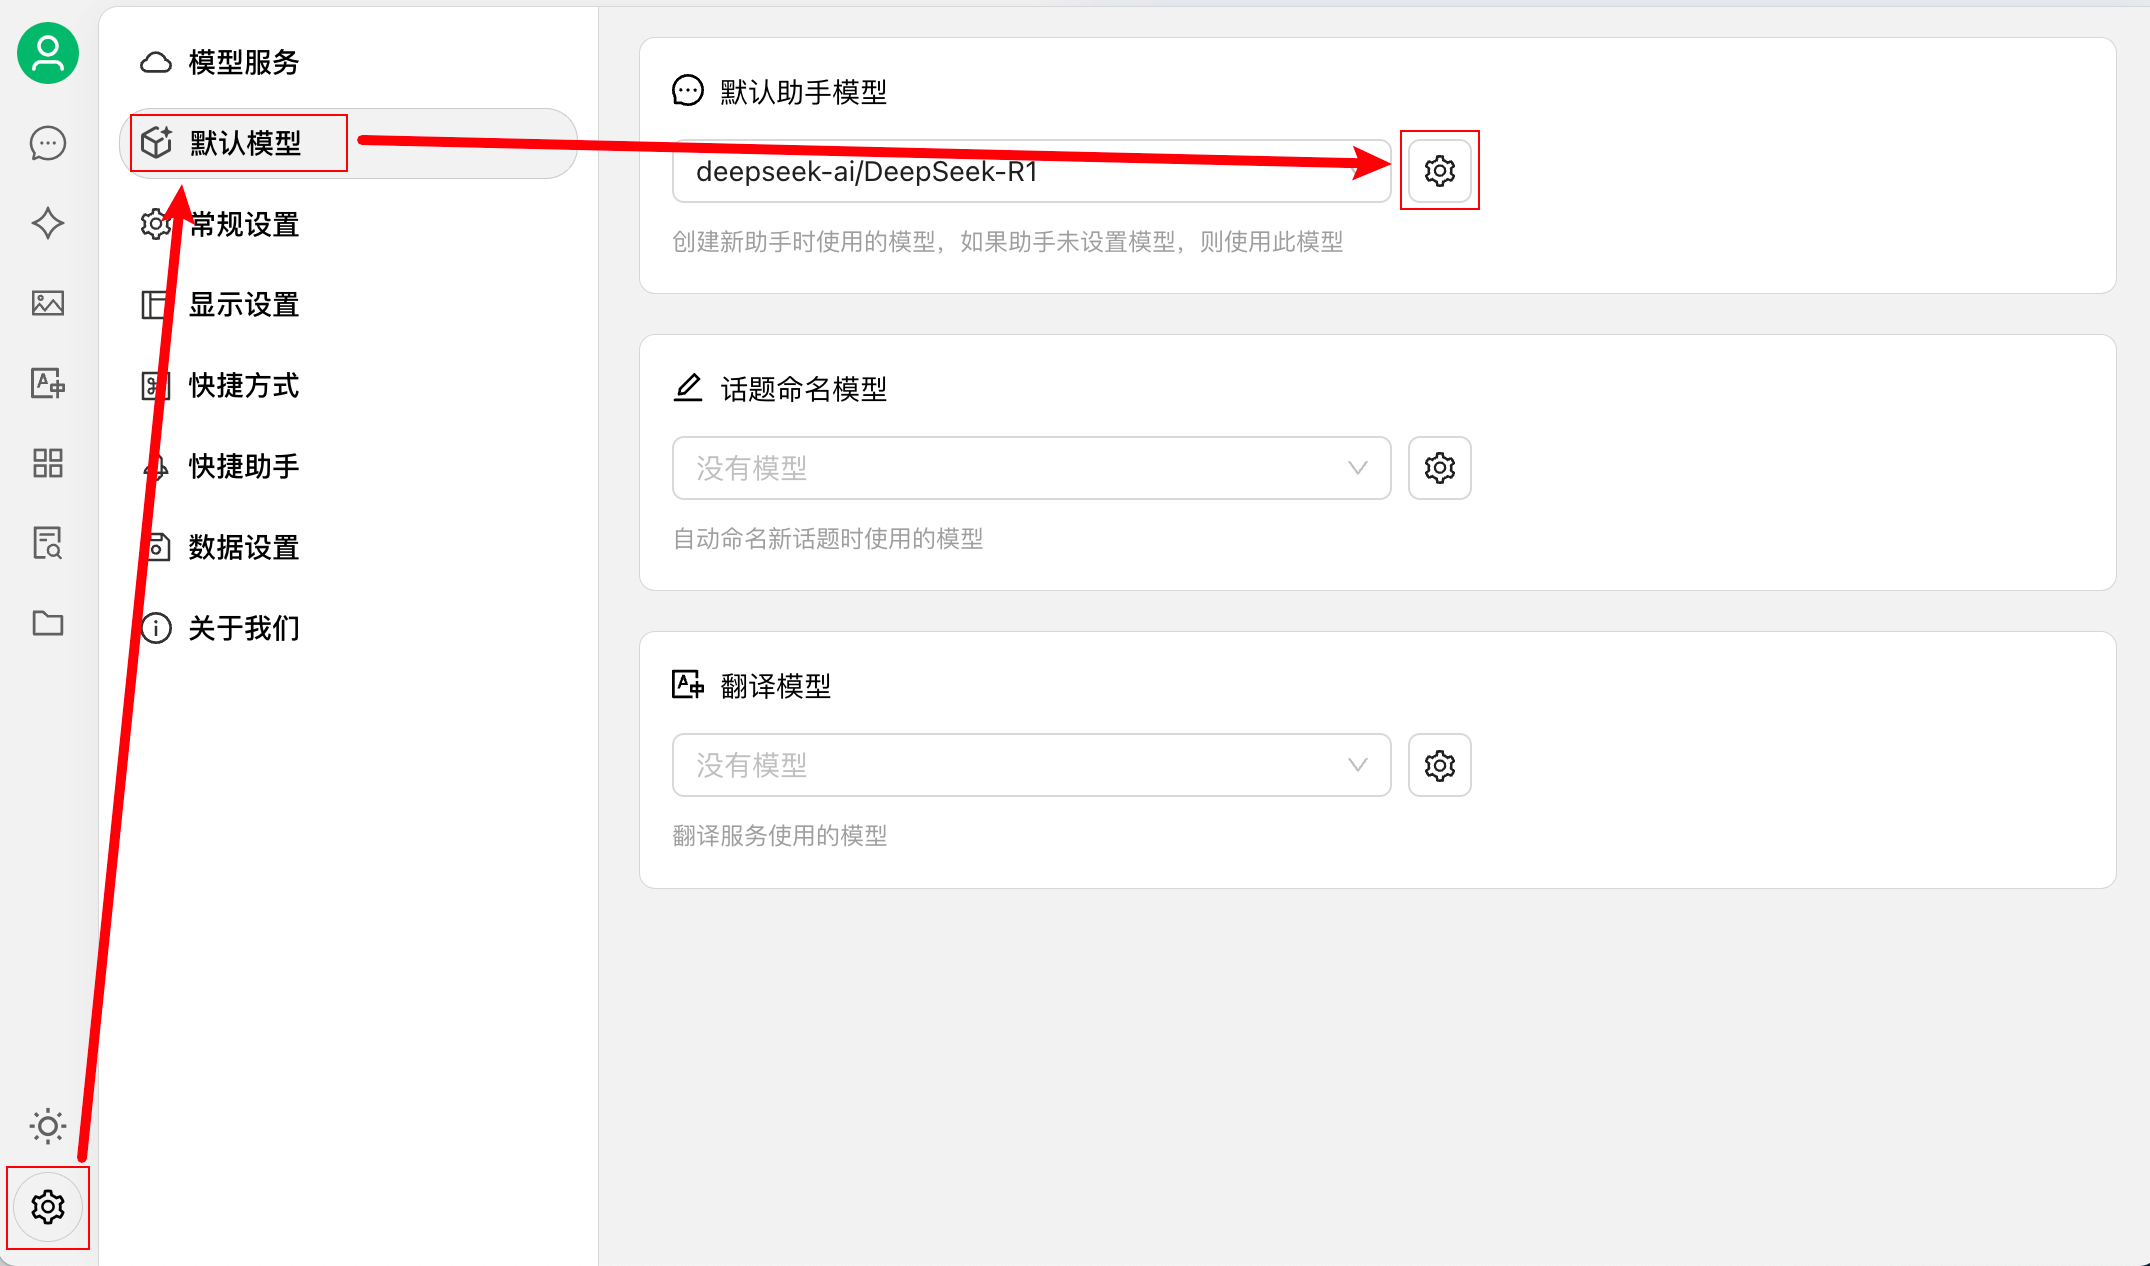 模型服务
默认模型
常规设置
显示设置
快捷方式
快捷助手
数据设置
关于我们
默认助手模型
deepseek-ai/DeepSeek-R1
创建新助手时使用的模型，如果助手未设置模型，则使用此模型
话题命名模型
没有模型
自动命名新话题时使用的模型
翻译模型
没有模型
翻译服务使用的模型